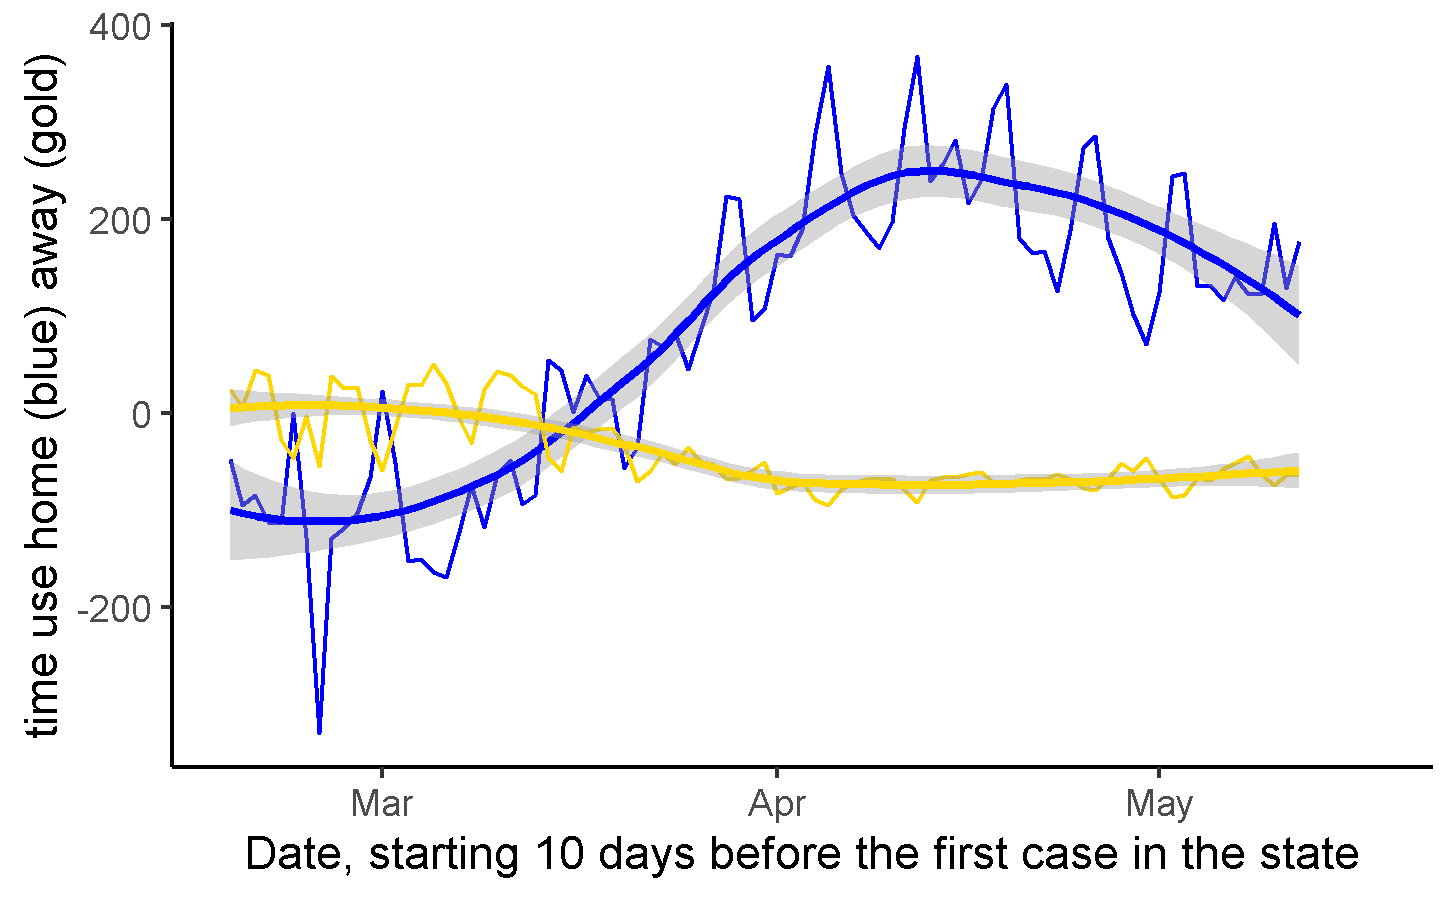 time use home (blue) away (gold)
400
200
0
-200
Mar Apr May
Date, starting 10 days before the first case in the state